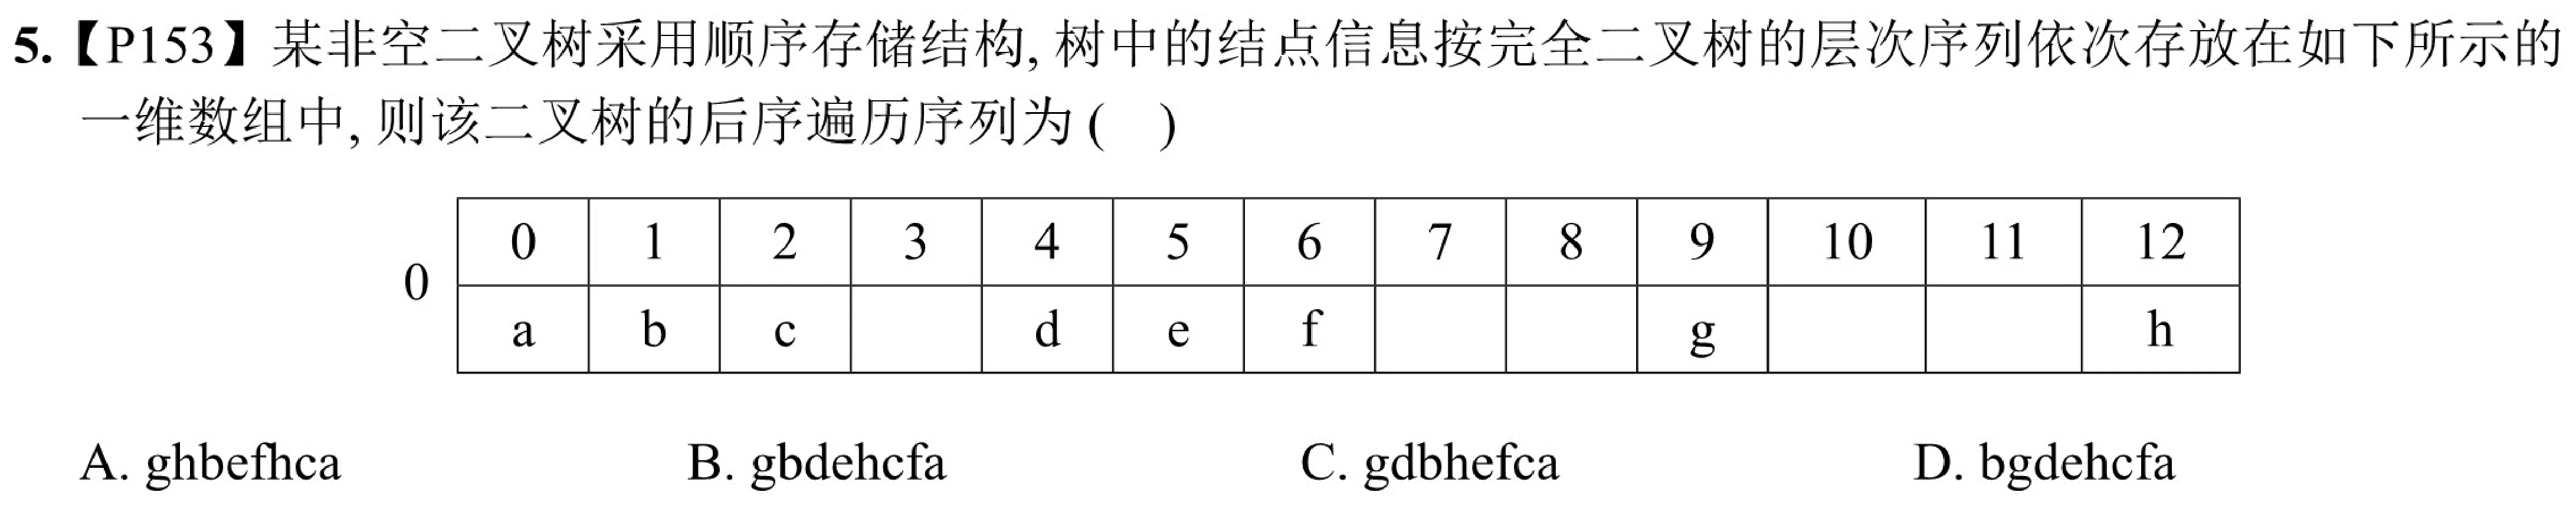 5.【P153】某非空二叉树采用顺序存储结构, 树中的结点信息按完全二叉树的层次序列依次存放在如下所示的
一维数组中, 则该二叉树的后序遍历序列为 ( )
0 1 2 3 4 5 6 7 8 9 10 11 12
0
a b c d e f g h
A. ghbefhca B. gbdehcfa C. gdbhefca D. bgdehcfa